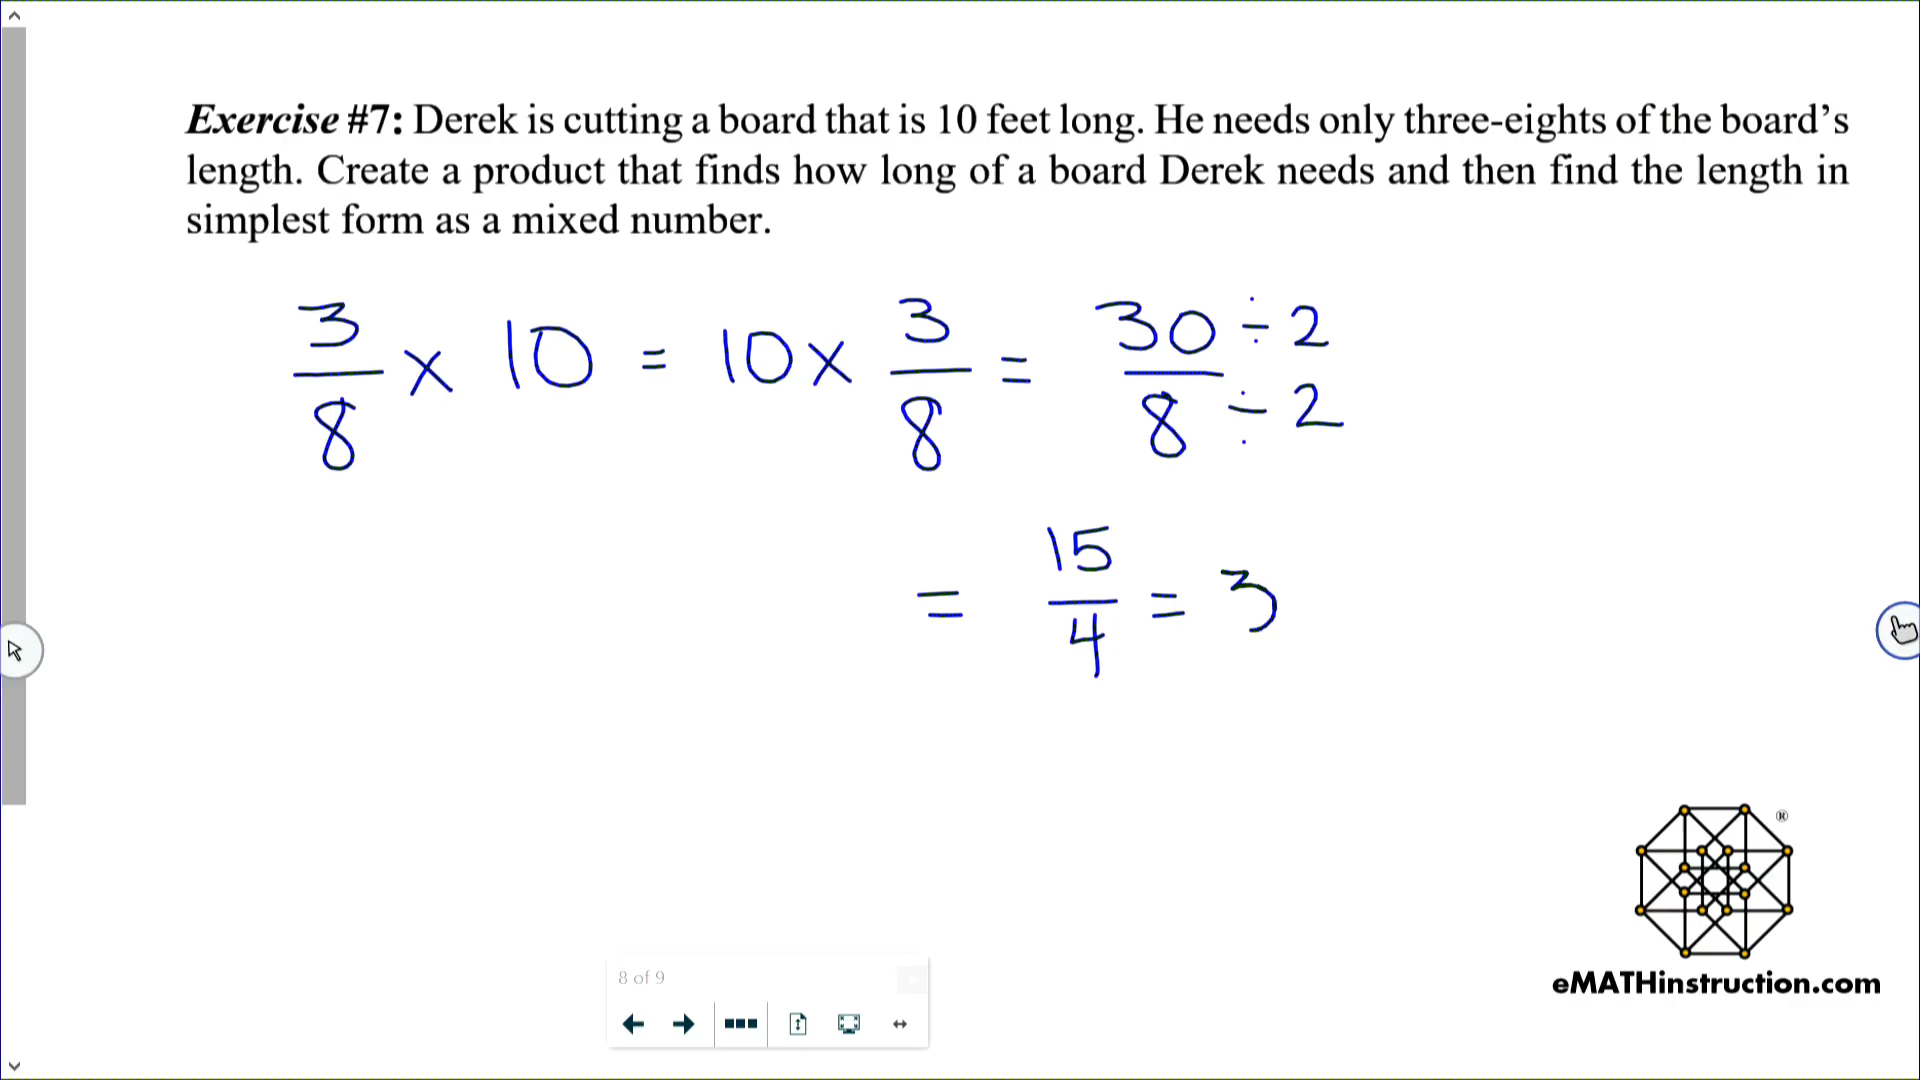 Exercise #7: Derek is cutting a board that is 10 feet long. He needs only three-eights of the board's
length. Create a product that finds how long of a board Derek needs and then find the length in
simplest form as a mixed number.
3/8 × 10 = 10 × 3/8 = 30 ÷ 2 / 8 ÷ 2
= 15/4 = 3
®
eMATHinstruction.com
8 of 9